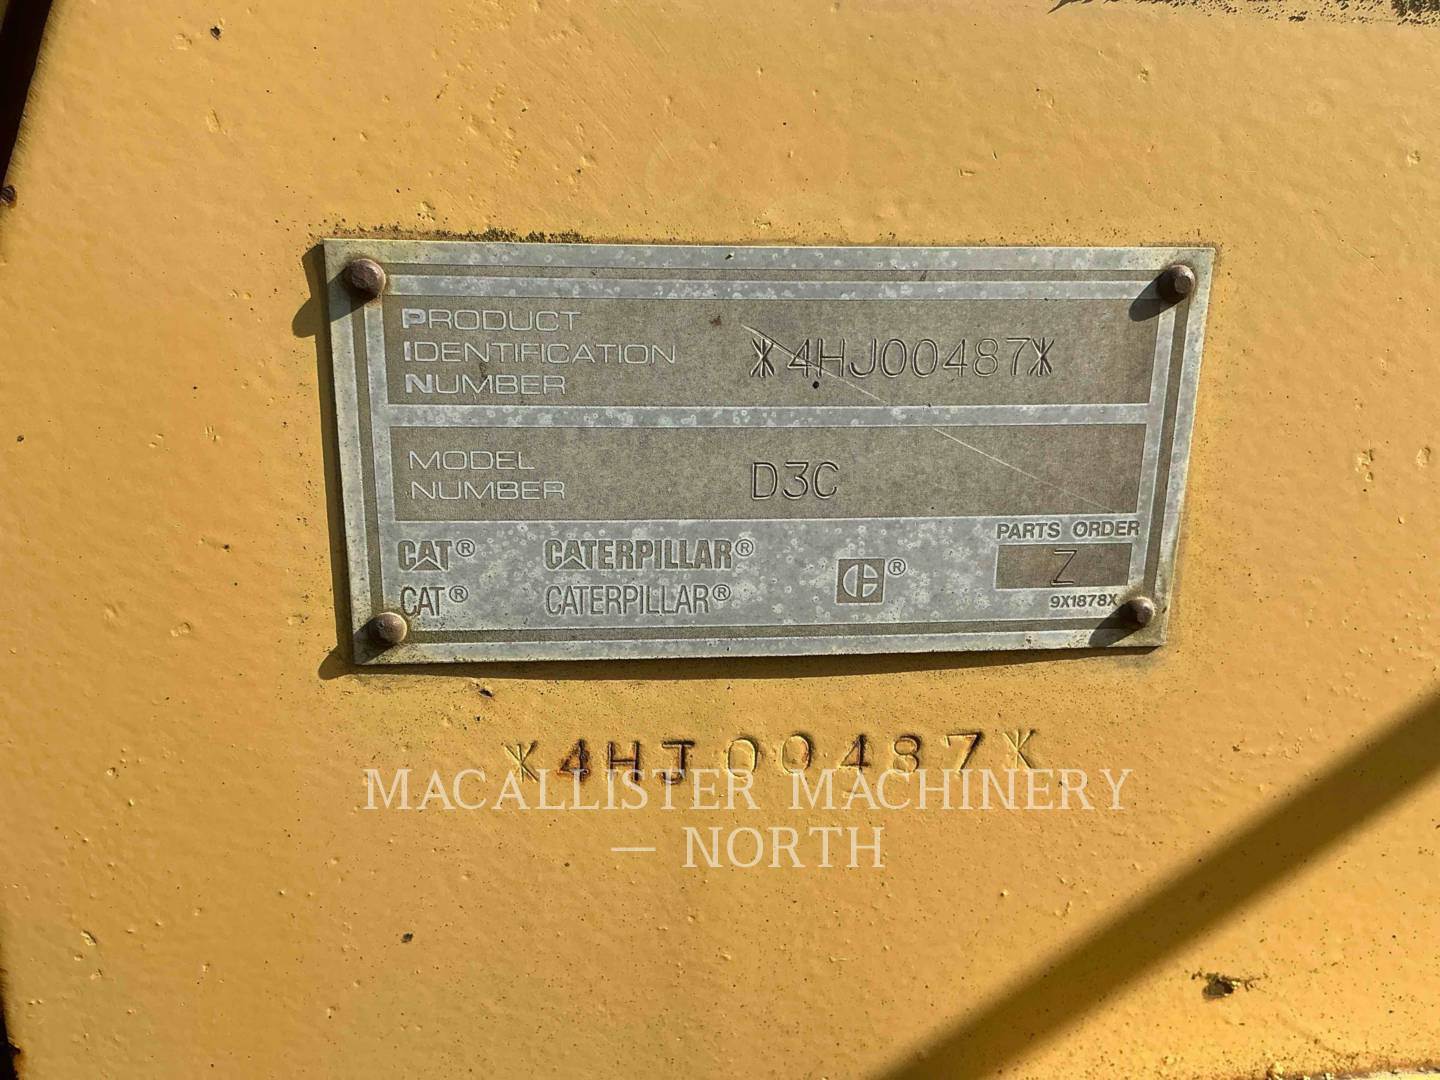 PRODUCT
IDENTIFICATION
NUMBER
*4HJ00487*
MODEL
NUMBER
D3C
PARTS ORDER
Z
9X1878X
CAT® CATERPILLAR®
CAT® CATERPILLAR®
®
*4HJ00487*
MACALLISTER MACHINERY
— NORTH